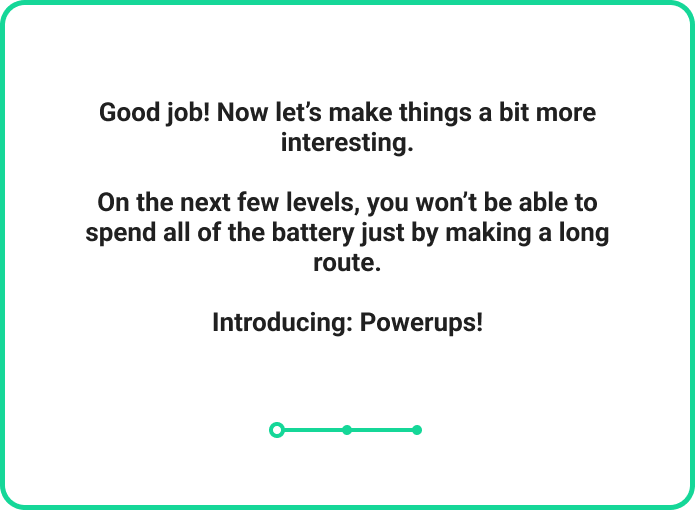 Good job! Now let’s make things a bit more
interesting.
On the next few levels, you won’t be able to
spend all of the battery just by making a long
route.
Introducing: Powerups!